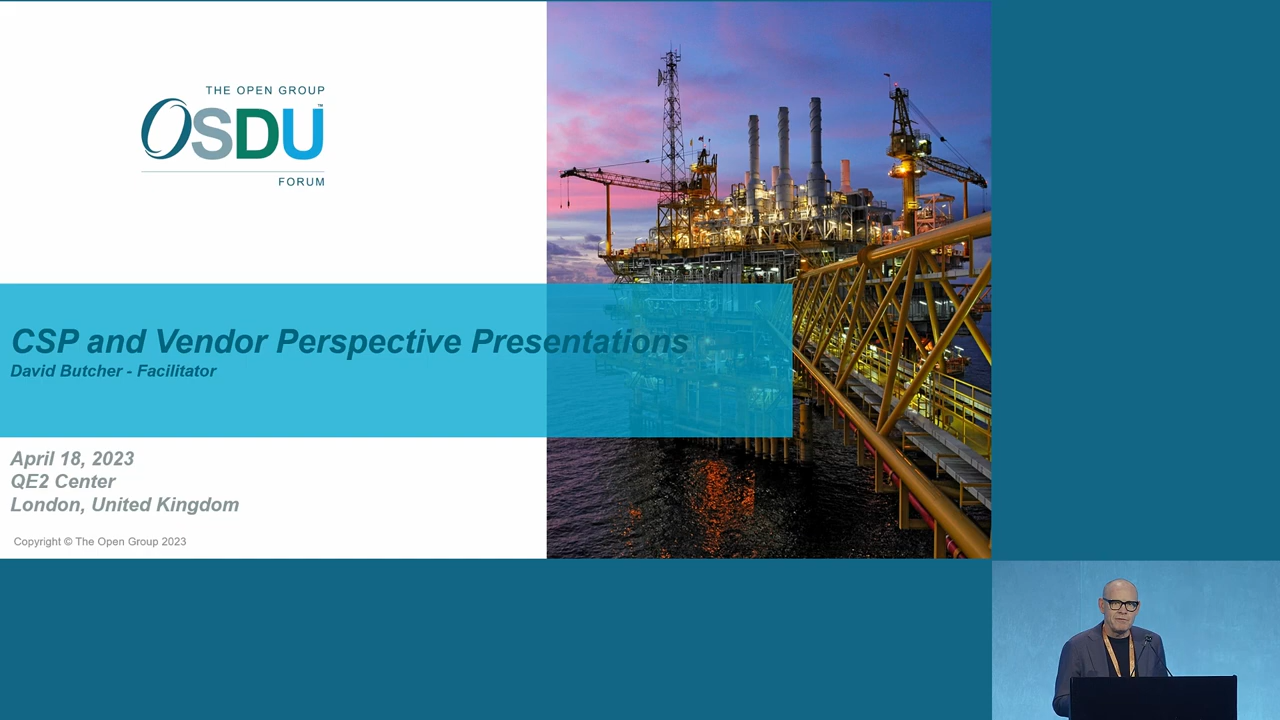 THE OPEN GROUP
OSDU™
FORUM
CSP and Vendor Perspective Presentations
David Butcher - Facilitator
April 18, 2023
QE2 Center
London, United Kingdom
Copyright © The Open Group 2023